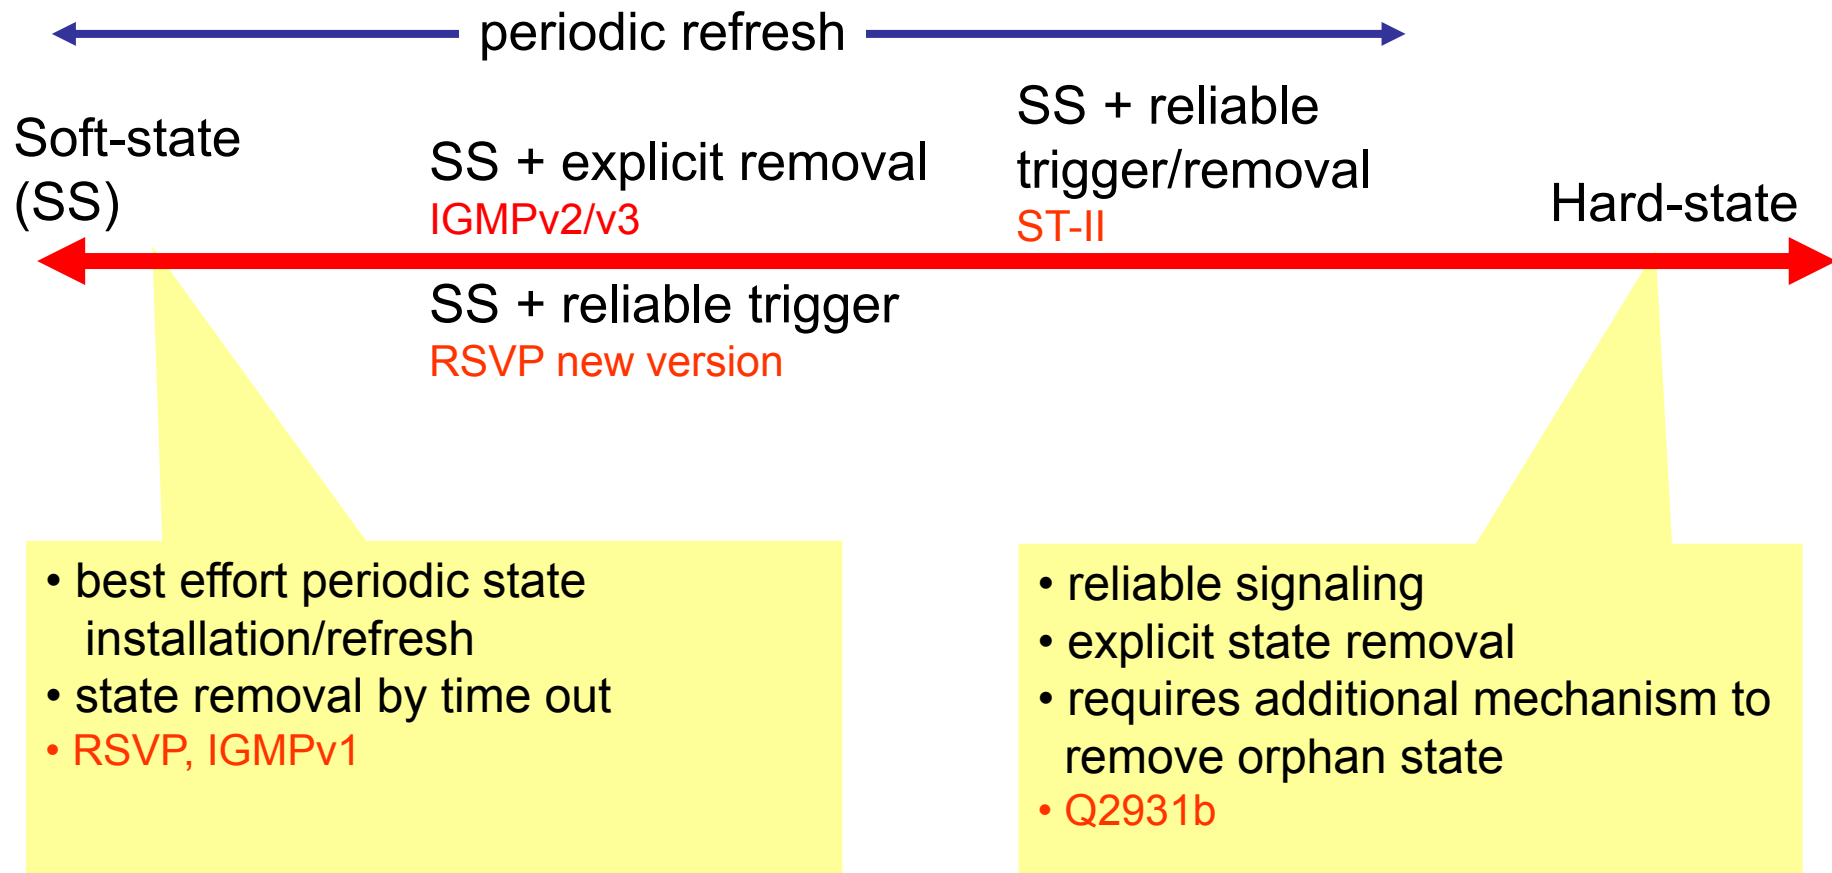 periodic refresh
Soft-state
(SS)
SS + explicit removal
IGMPv2/v3
SS + reliable
trigger/removal
ST-II
Hard-state
SS + reliable trigger
RSVP new version
• best effort periodic state
installation/refresh
• state removal by time out
• RSVP, IGMPv1
• reliable signaling
• explicit state removal
• requires additional mechanism to
remove orphan state
• Q2931b